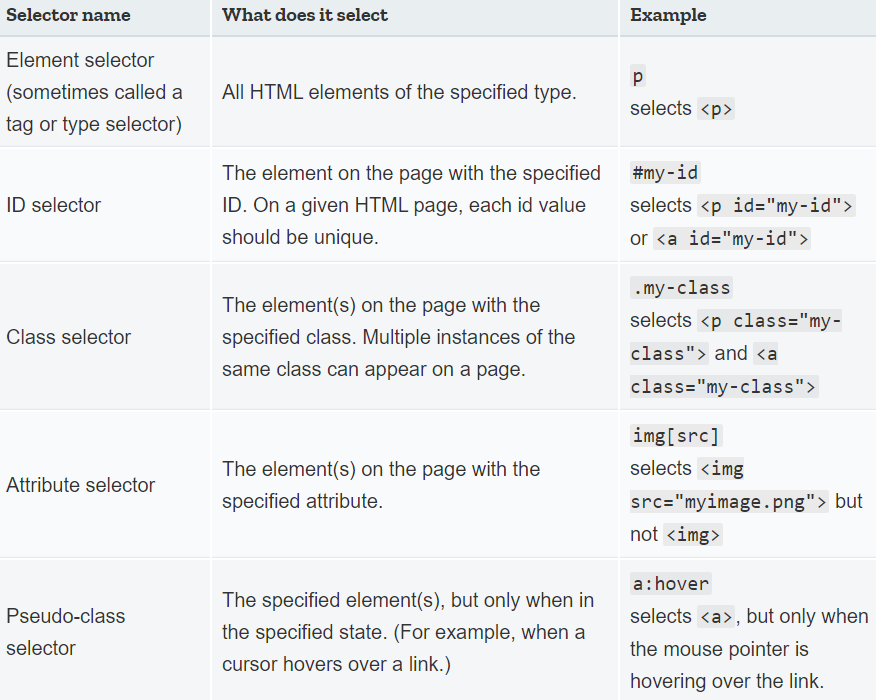 Selector name What does it select Example
Element selector
(sometimes called a
tag or type selector)
All HTML elements of the specified type.
p
selects <p>
ID selector
The element on the page with the specified
ID. On a given HTML page, each id value
should be unique.
#my-id
selects <p id="my-id">
or <a id="my-id">
Class selector
The element(s) on the page with the
specified class. Multiple instances of the
same class can appear on a page.
.my-class
selects <p class="my-
class"> and <a
class="my-class">
Attribute selector
The element(s) on the page with the
specified attribute.
img[src]
selects <img
src="myimage.png"> but
not <img>
Pseudo-class
selector
The specified element(s), but only when in
the specified state. (For example, when a
cursor hovers over a link.)
a:hover
selects <a>, but only when
the mouse pointer is
hovering over the link.